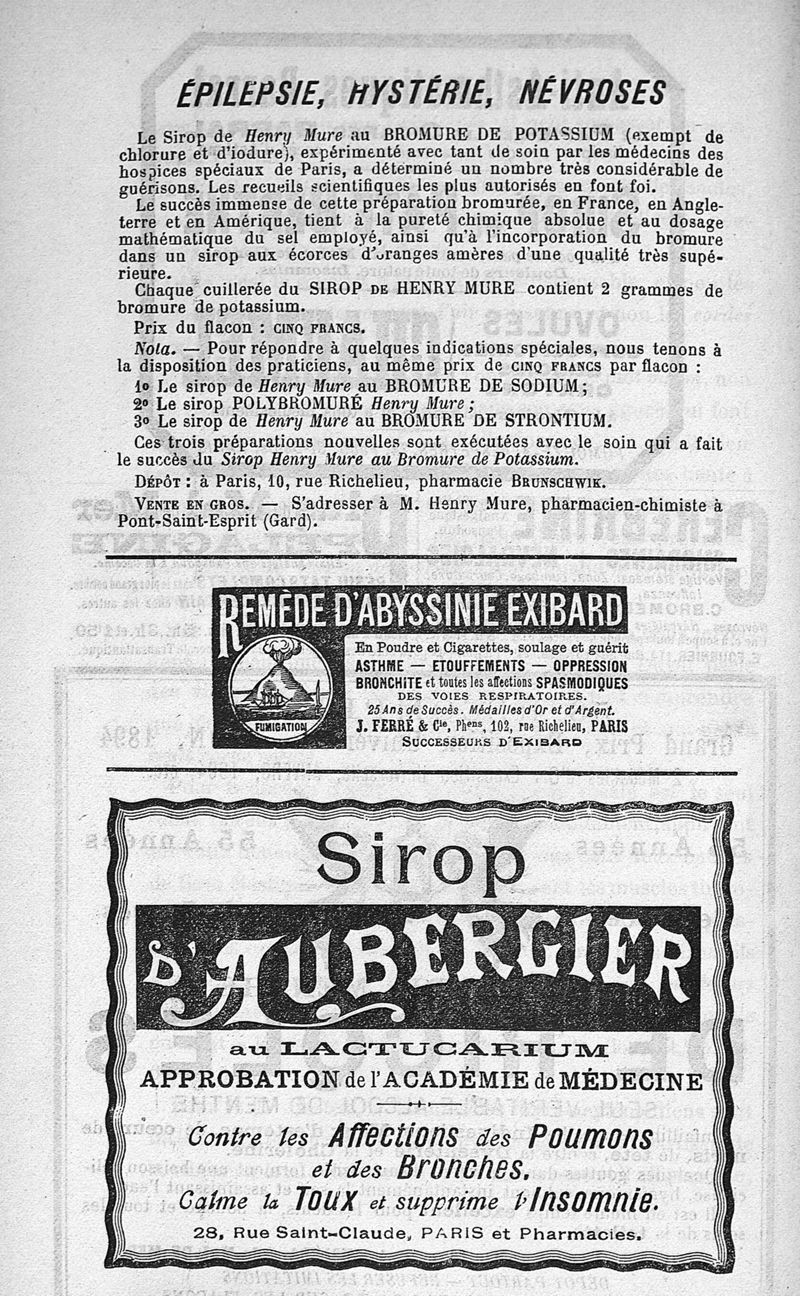 ÉPILEPSIE, HYSTÉRIE, NÉVROSES
Le Sirop de Henry Mure au BROMURE DE POTASSIUM (exempt de
chlorure et d'iodure), expérimenté avec tant de soin par les médecins des
hospices spéciaux de Paris, a déterminé un nombre très considérable de
guérisons. Les recueils scientifiques les plus autorisés en font foi.
Le succès immense de cette préparation bromurée, en France, en Angle-
terre et en Amérique, tient à la pureté chimique absolue et au dosage
mathématique du sel employé, ainsi qu'à l'incorporation du bromure
dans un sirop aux écorces d'oranges amères d'une qualité très supé-
rieure.
Chaque cuillerée du SIROP DE HENRY MURE contient 2 grammes de
bromure de potassium.
Prix du flacon : CINQ FRANCS.
Nota. — Pour répondre à quelques indications spéciales, nous tenons à
la disposition des praticiens, au même prix de CINQ FRANCS par flacon :
1o Le sirop de Henry Mure au BROMURE DE SODIUM;
2o Le sirop POLYBROMURÉ Henry Mure;
3o Le sirop de Henry Mure au BROMURE DE STRONTIUM.
Ces trois préparations nouvelles sont exécutées avec le soin qui a fait
le succès du Sirop Henry Mure au Bromure de Potassium.
DÉPÔT : à Paris, 10, rue Richelieu, pharmacie BRUNSCHWIK.
VENTE EN GROS. — S'adresser à M. Henry Mure, pharmacien-chimiste à
Pont-Saint-Esprit (Gard).
REMÈDE D'ABYSSINIE EXIBARD
En Poudre et Cigarettes, soulage et guérit
ASTHME — ETOUFFEMENTS — OPPRESSION
BRONCHITE et toutes les affections SPASMODIQUES
DES VOIES RESPIRATOIRES.
25 Ans de Succès. Médailles d'Or et d'Argent.
J. FERRÉ & Cie, Phens, 102, rue Richelieu, PARIS
SUCCESSEURS D'EXIBARD
FUMIGATION
Sirop
D'AUBERGIER
au LACTUCARIUM
APPROBATION de l'ACADÉMIE de MÉDECINE
Contre les Affections des Poumons
et des Bronches.
Calme la TOUX et supprime l'Insomnie.
28, Rue Saint-Claude, PARIS et Pharmacies.